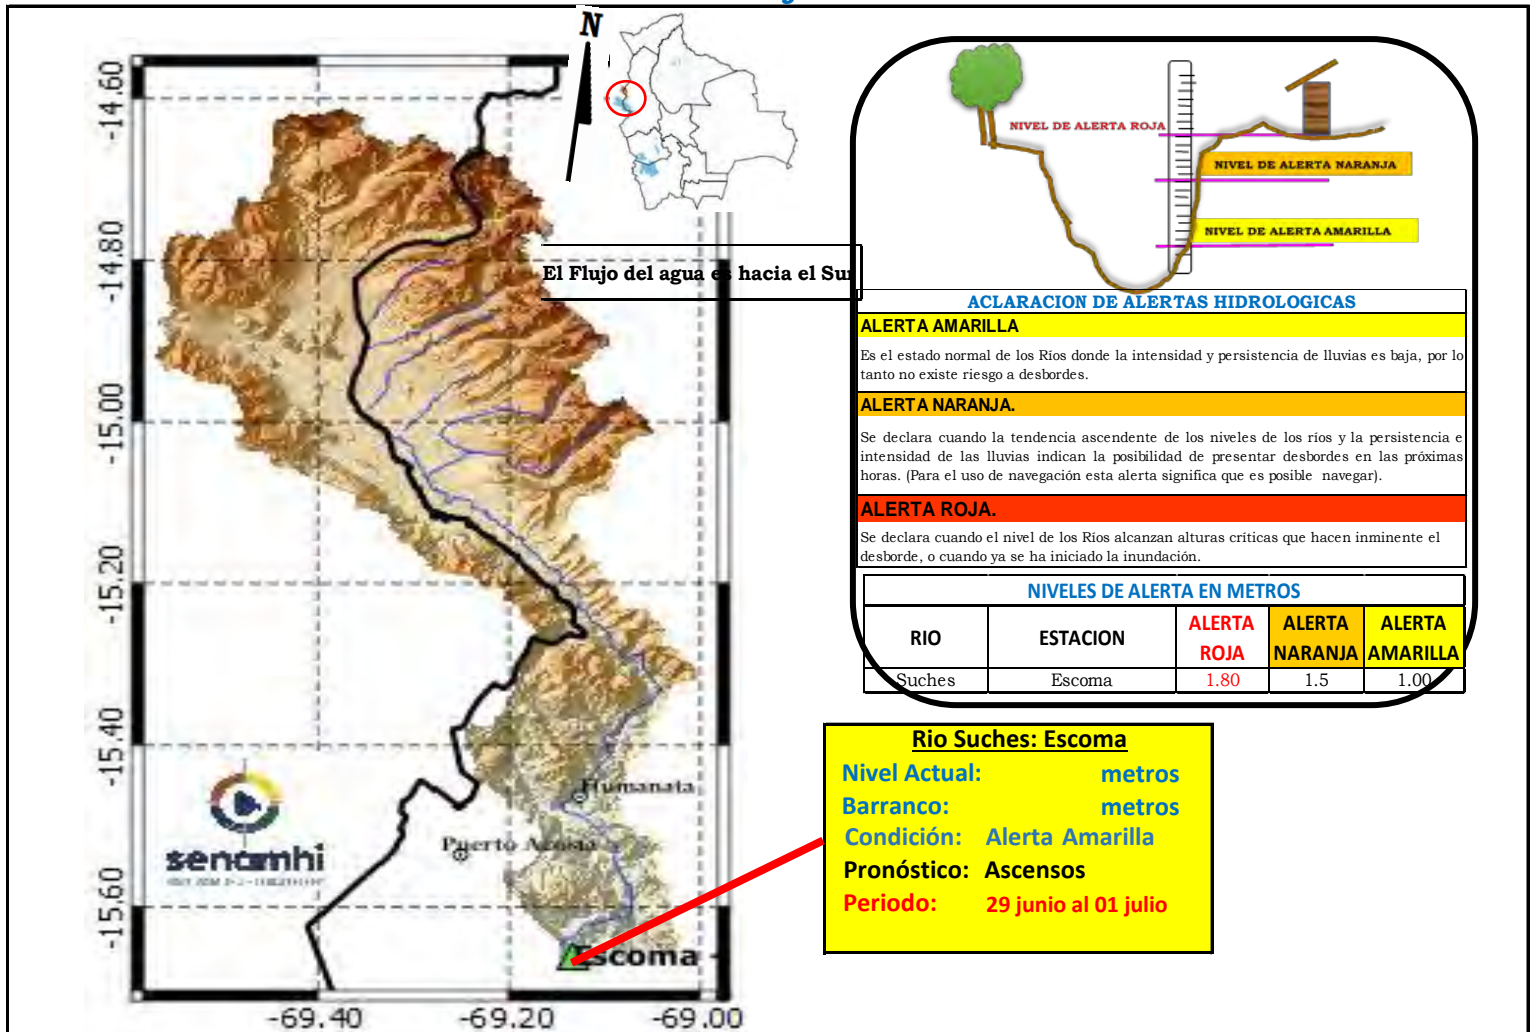 N
-14.60
-14.80
-15.00
-15.20
-15.40
-15.60
-69.40
-69.20
-69.00
El Flujo del agua es hacia el Sur
Humanata
Puerto Acosta
Escoma
senamhi
NIVEL DE ALERTA ROJA
NIVEL DE ALERTA NARANJA
NIVEL DE ALERTA AMARILLA
ACLARACION DE ALERTAS HIDROLOGICAS
ALERTA AMARILLA
Es el estado normal de los Ríos donde la intensidad y persistencia de lluvias es baja, por lo
tanto no existe riesgo a desbordes.
ALERTA NARANJA.
Se declara cuando la tendencia ascendente de los niveles de los ríos y la persistencia e
intensidad de las lluvias indican la posibilidad de presentar desbordes en las próximas
horas. (Para el uso de navegación esta alerta significa que es posible navegar).
ALERTA ROJA.
Se declara cuando el nivel de los Ríos alcanzan alturas críticas que hacen inminente el
desborde, o cuando ya se ha iniciado la inundación.
NIVELES DE ALERTA EN METROS
RIO ESTACION ALERTA ROJA ALERTA NARANJA ALERTA AMARILLA
Suches Escoma 1.80 1.5 1.00
Rio Suches: Escoma
Nivel Actual: metros
Barranco: metros
Condición: Alerta Amarilla
Pronóstico: Ascensos
Periodo: 29 junio al 01 julio